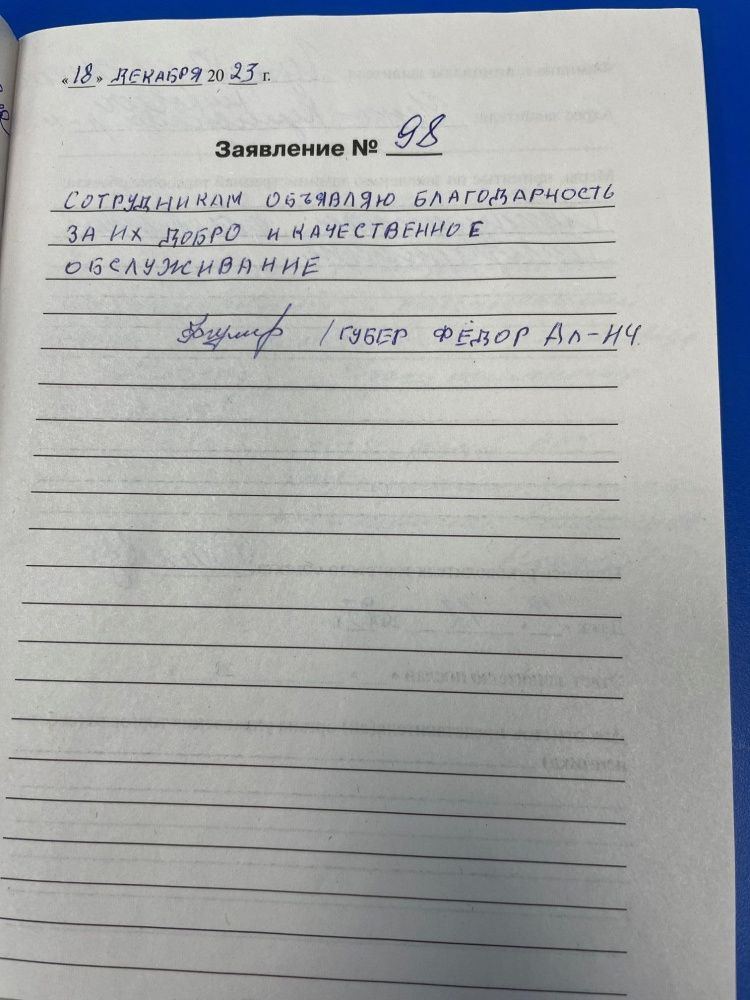 «18» ДЕКАБРЯ 2023 г.
Заявление № 98
СОТРУДНИКАМ ОБЪЯВЛЯЮ БЛАГОДАРНОСТЬ
ЗА ИХ ДОБРО И КАЧЕСТВЕННОЕ
ОБСЛУЖИВАНИЕ
/ГУБЕР ФЁДОР Ал-ИЧ